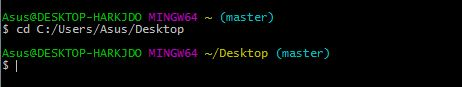 Asus@DESKTOP-HARKJDO MINGW64 ~ (master)
$ cd C:/Users/Asus/Desktop
Asus@DESKTOP-HARKJDO MINGW64 ~/Desktop (master)
$